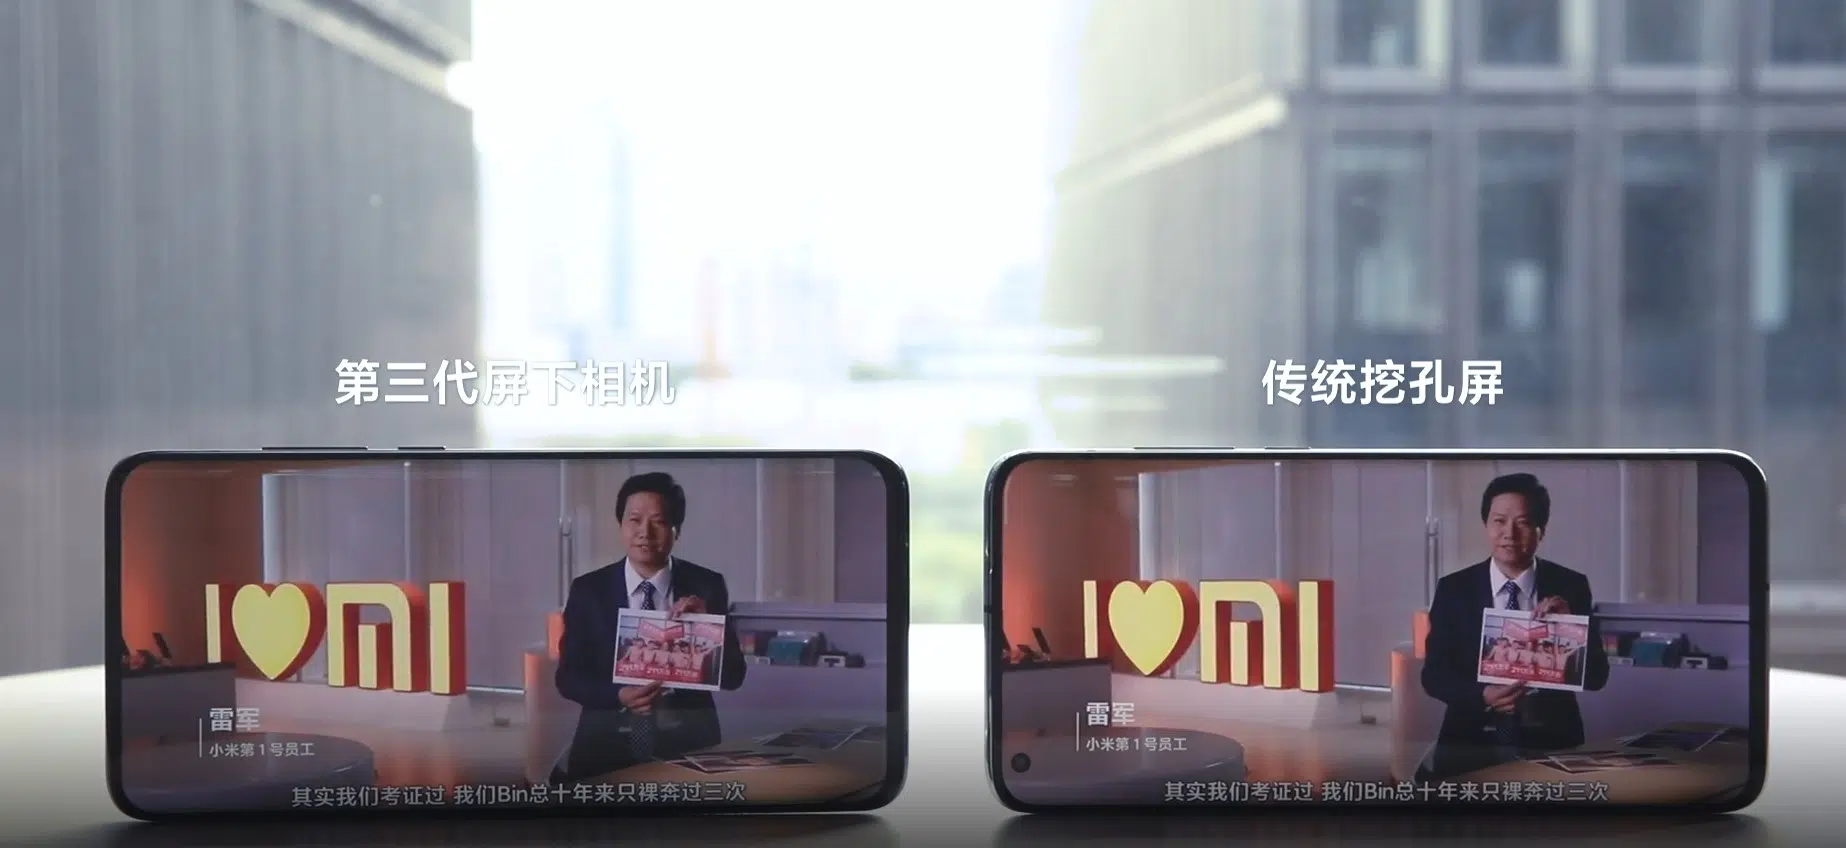 第三代屏下相机
传统挖孔屏
I MI
雷军
小米第1号员工
其实我们考证过 我们Bin总十年来只裸奔过三次
I MI
雷军
小米第1号员工
其实我们考证过 我们Bin总十年来只裸奔过三次